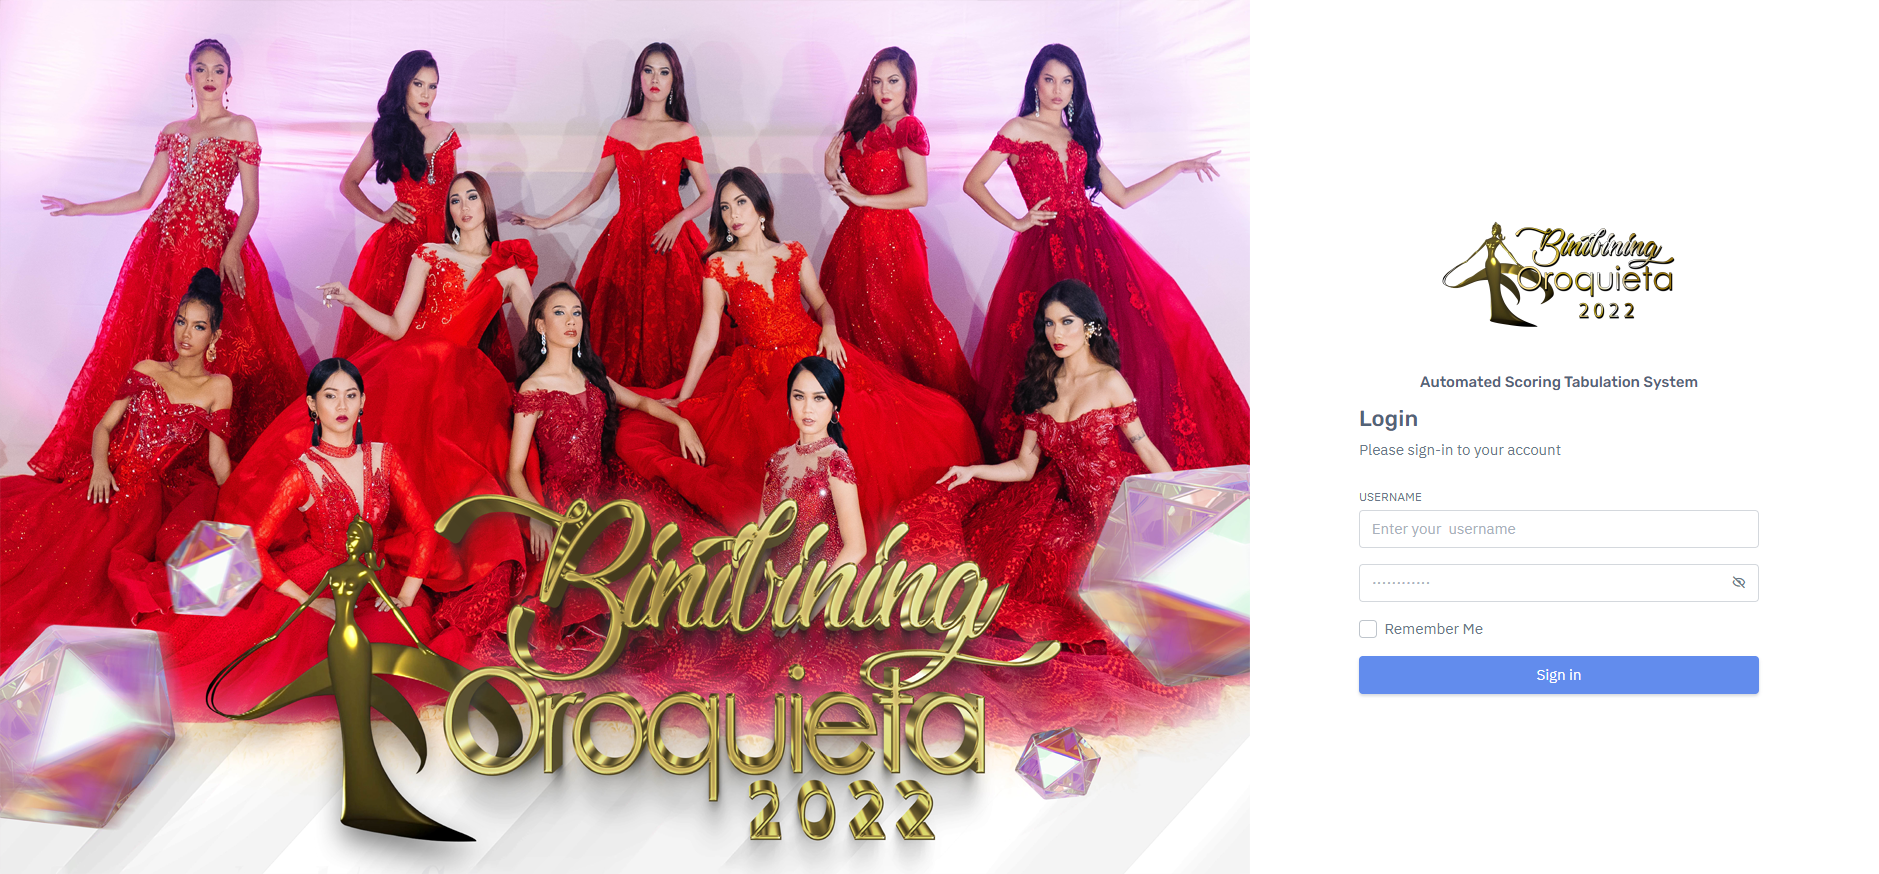 Binibining
Oroquieta
2022
Binibining
Oroquieta
2022
Automated Scoring Tabulation System
Login
Please sign-in to your account
USERNAME
Enter your  username
············
Remember Me
Sign in